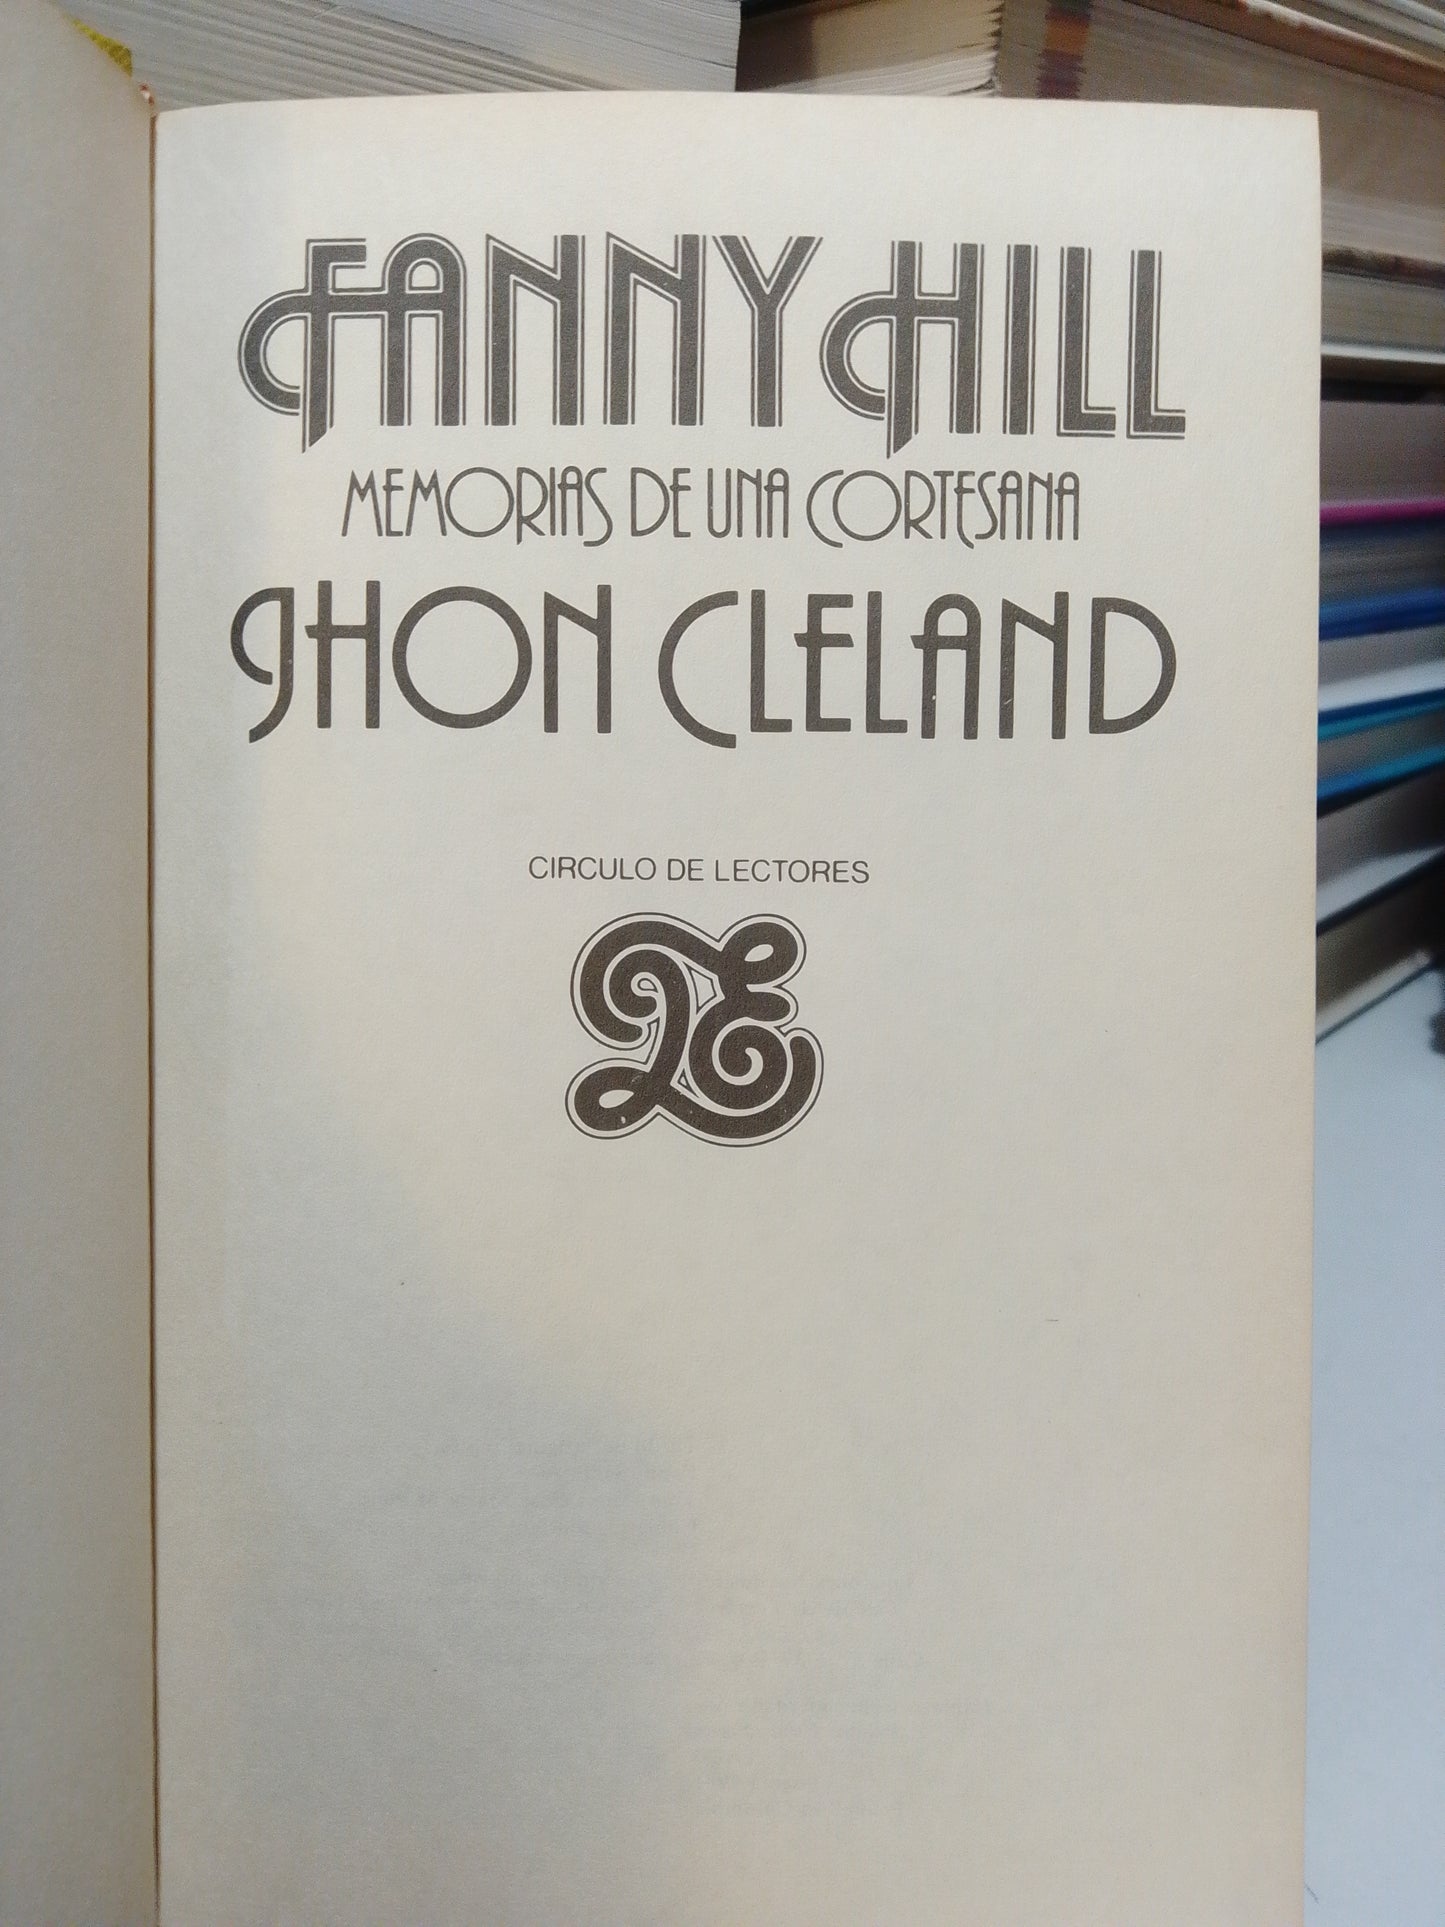 FANNY HILL
MEMORIAS DE UNA CORTESANA
JHON CLELAND
CIRCULO DE LECTORES